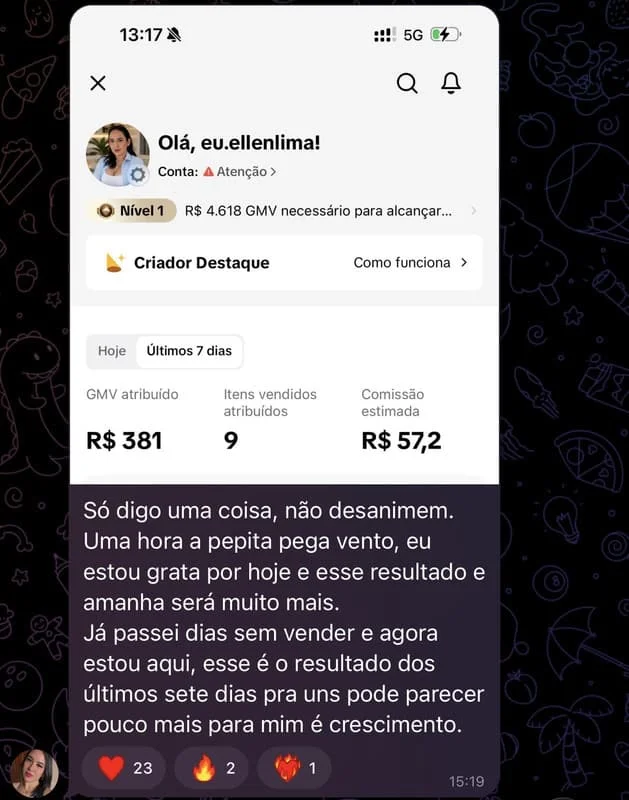 13:17 5G
Olá, eu.ellenlima!
Conta: Atenção >
Nível 1 R$ 4.618 GMV necessário para alcançar... >
Criador Destaque Como funciona >
Hoje Últimos 7 dias
GMV atribuído Itens vendidos atribuídos Comissão estimada
R$ 381 9 R$ 57,2
Só digo uma coisa, não desanimem.
Uma hora a pepita pega vento, eu
estou grata por hoje e esse resultado e
amanha será muito mais.
Já passei dias sem vender e agora
estou aqui, esse é o resultado dos
últimos sete dias pra uns pode parecer
pouco mais para mim é crescimento.
❤️ 23 🔥 2 ❤️‍🔥 1 15:19